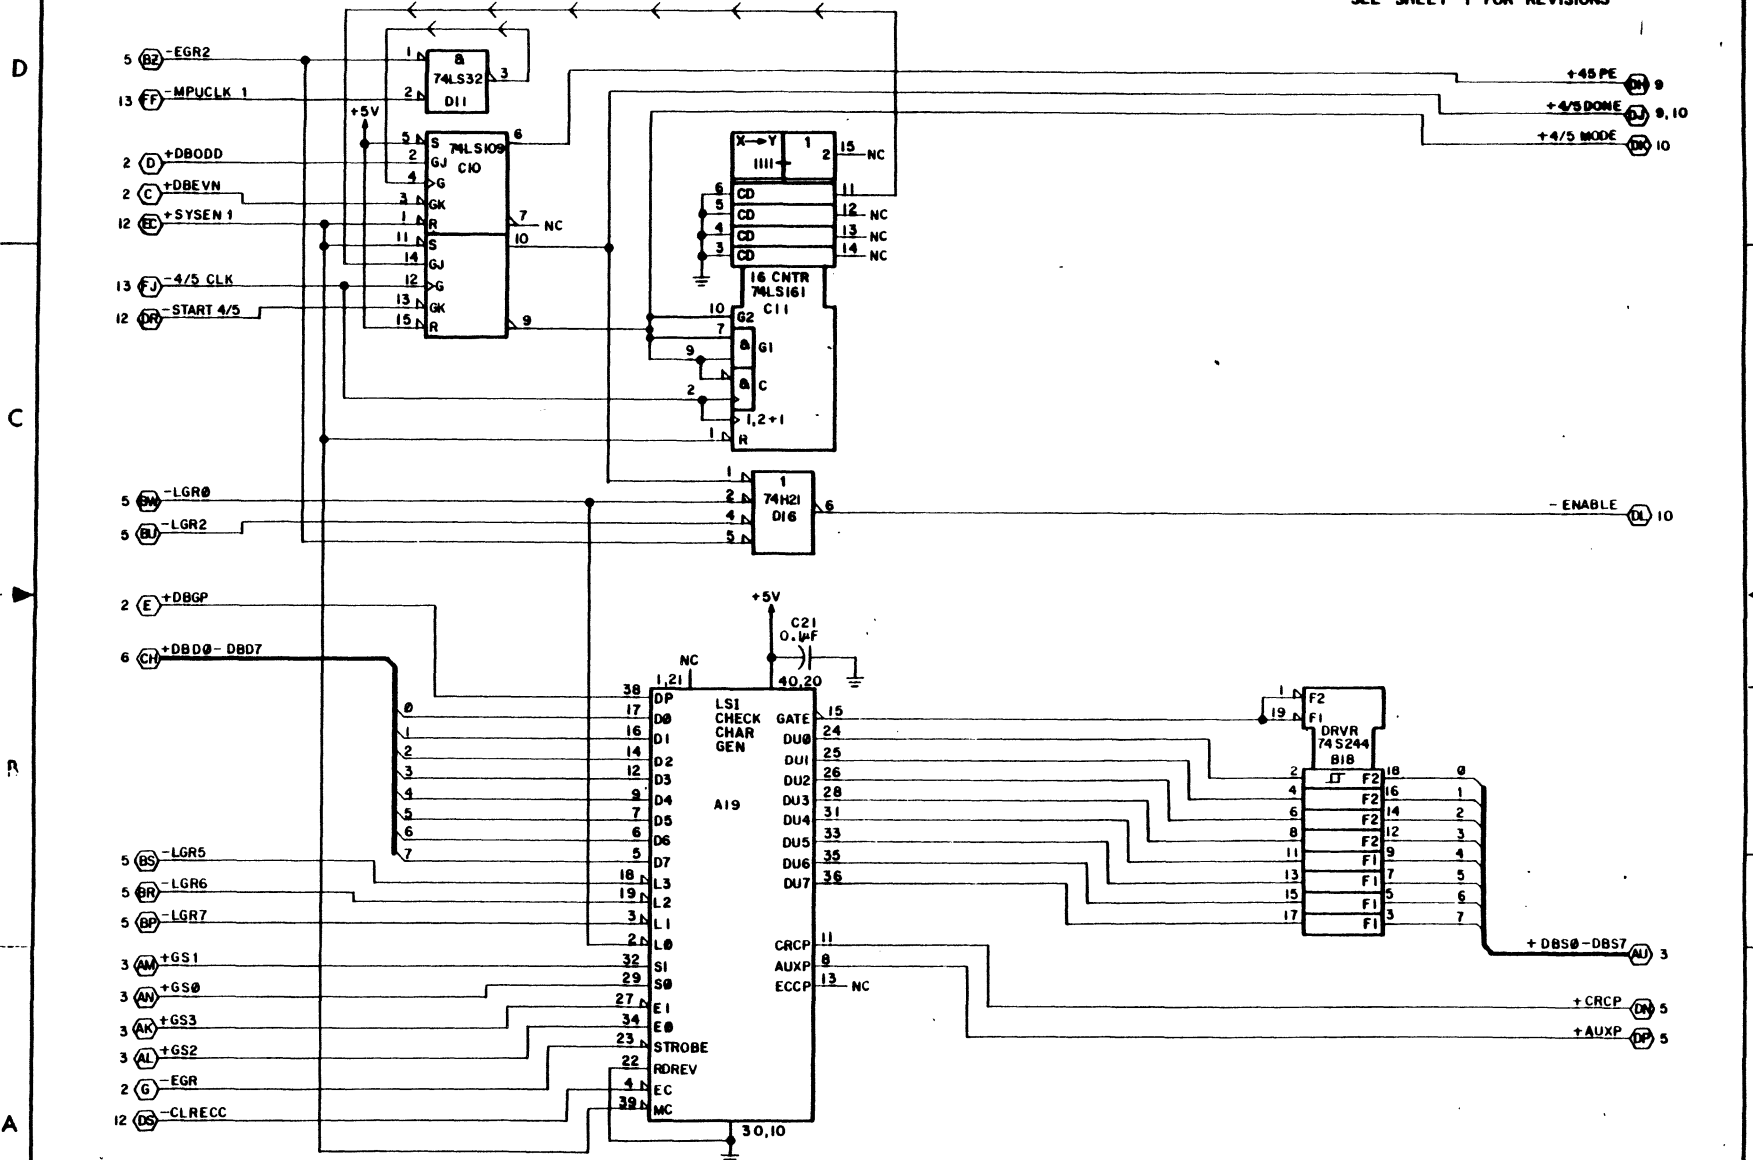 SEE SHEET 1 FOR REVISIONS
D
5 BZ -EGR2
13 FF -MPUCLK 1
1
2
&
74LS32
D11
3
+5V
2 D +DBODD
2 C +DBEVN
12 EC +SYSEN 1
13 FJ -4/5 CLK
12 DR -START 4/5
5 S 6
74LS109
2 GJ
C10
4 G
3 GK
1 R 7 NC
11 S 10
14 GJ
12 G
13 GK
15 R 9
X→Y 1
1111 2 15 NC
6 CD 11
5 CD 12 NC
4 CD 13 NC
3 CD 14 NC
16 CNTR
74LS161
C11
10 G2
7
& G1
9
& C
2
1,2+1
1 R
+45PE 9
+4/5DONE DJ 9,10
+4/5 MODE DK 10
C
5 BW -LGR0
5 BU -LGR2
1 1
2 74H21
4 D16
5
6
- ENABLE DL 10
2 E +DBGP
6 CH +DBD0-DBD7
+5V
C21
0.1µF
NC
1,21
40,20
B
0
1
2
3
4
5
6
7
38 DP
17 D0
16 D1
14 D2
12 D3
9 D4
7 D5
6 D6
5 D7
18 L3
19 L2
3 L1
2 L0
32 S1
29 S0
27 E1
34 E0
23 STROBE
22 RDREV
4 EC
39 MC
LSI
CHECK
CHAR
GEN
A19
GATE 15
DU0 24
DU1 25
DU2 26
DU3 28
DU4 31
DU5 33
DU6 35
DU7 36
CRCP 11
AUXP 8
ECCP 13 NC
30,10
1 F2
19 F1
DRVR
74S244
B18
2 F2 18 0
4 F2 16 1
6 F2 14 2
8 F2 12 3
11 F1 9 4
13 F1 7 5
15 F1 5 6
17 F1 3 7
5 BS -LGR5
5 BR -LGR6
5 BP -LGR7
3 AM +GS1
3 AN +GS0
3 AK +GS3
3 AL +GS2
2 G -EGR
12 DS -CLRECC
+ DBS0-DBS7 AU 3
+CRCP DN 5
+AUXP DP 5
A